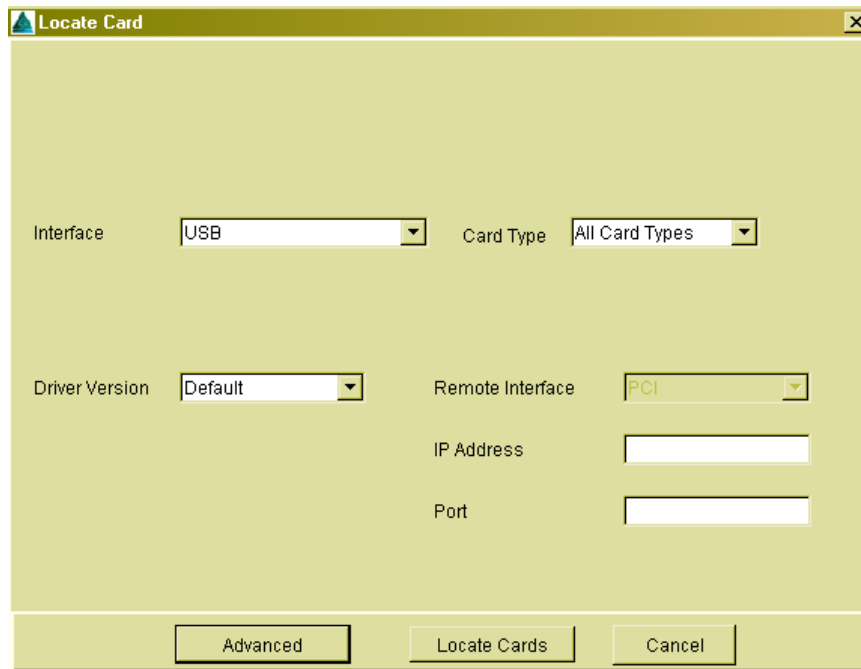 Locate Card
Interface USB Card Type All Card Types
Driver Version Default Remote Interface PCI
IP Address
Port
Advanced Locate Cards Cancel